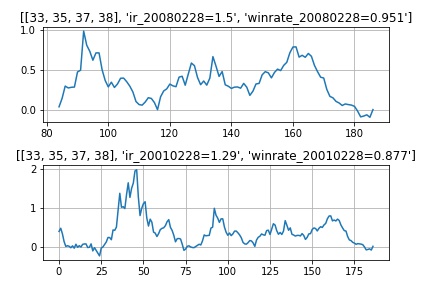 [[33, 35, 37, 38], 'ir_20080228=1.5', 'winrate_20080228=0.951']
1.0
0.5
0.0
80 100 120 140 160 180
[[33, 35, 37, 38], 'ir_20010228=1.29', 'winrate_20010228=0.877']
2
1
0
0 25 50 75 100 125 150 175